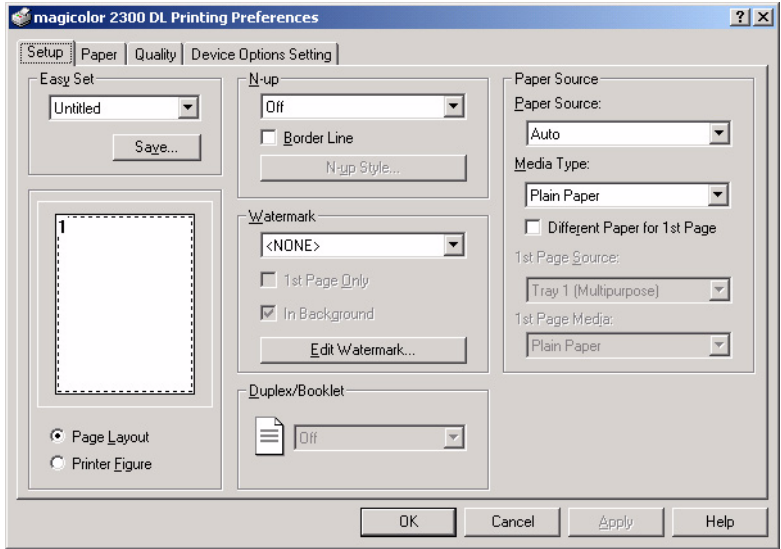 magicolor 2300 DL Printing Preferences
Setup
Paper
Quality
Device Options Setting
Easy Set
Untitled
Save...
1
Page Layout
Printer Figure
N-up
Off
Border Line
N-up Style...
Watermark
<NONE>
1st Page Only
In Background
Edit Watermark...
Duplex/Booklet
Off
Paper Source
Paper Source:
Auto
Media Type:
Plain Paper
Different Paper for 1st Page
1st Page Source:
Tray 1 (Multipurpose)
1st Page Media:
Plain Paper
OK
Cancel
Apply
Help